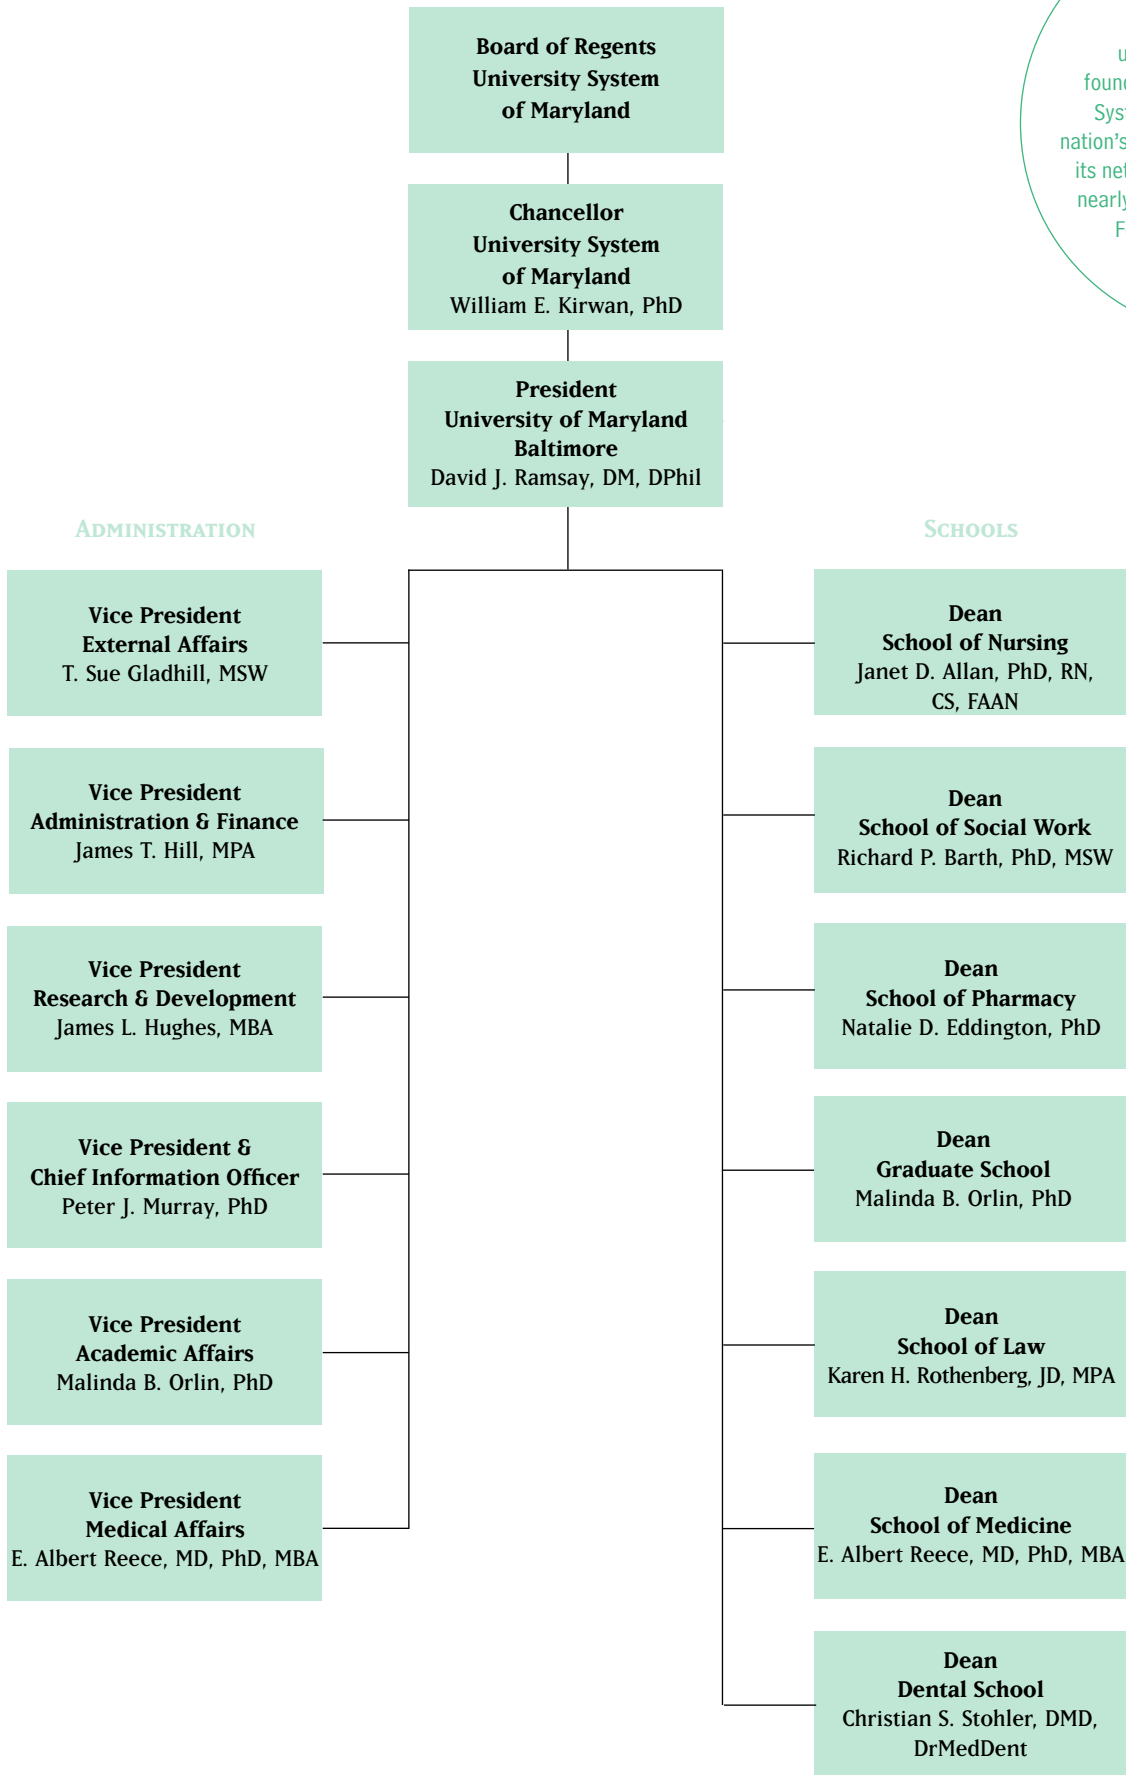 Board of Regents
University System
of Maryland
Chancellor
University System
of Maryland
William E. Kirwan, PhD
President
University of Maryland
Baltimore
David J. Ramsay, DM, DPhil
Administration
Vice President
External Affairs
T. Sue Gladhill, MSW
Vice President
Administration & Finance
James T. Hill, MPA
Vice President
Research & Development
James L. Hughes, MBA
Vice President &
Chief Information Officer
Peter J. Murray, PhD
Vice President
Academic Affairs
Malinda B. Orlin, PhD
Vice President
Medical Affairs
E. Albert Reece, MD, PhD, MBA
Schools
Dean
School of Nursing
Janet D. Allan, PhD, RN,
CS, FAAN
Dean
School of Social Work
Richard P. Barth, PhD, MSW
Dean
School of Pharmacy
Natalie D. Eddington, PhD
Dean
Graduate School
Malinda B. Orlin, PhD
Dean
School of Law
Karen H. Rothenberg, JD, MPA
Dean
School of Medicine
E. Albert Reece, MD, PhD, MBA
Dean
Dental School
Christian S. Stohler, DMD,
DrMedDent
nation's
its
nearly